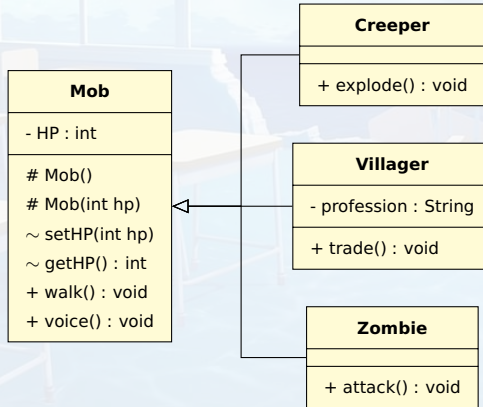 Mob
- HP : int
# Mob()
# Mob(int hp)
~ setHP(int hp)
~ getHP() : int
+ walk() : void
+ voice() : void
Creeper
+ explode() : void
Villager
- profession : String
+ trade() : void
Zombie
+ attack() : void